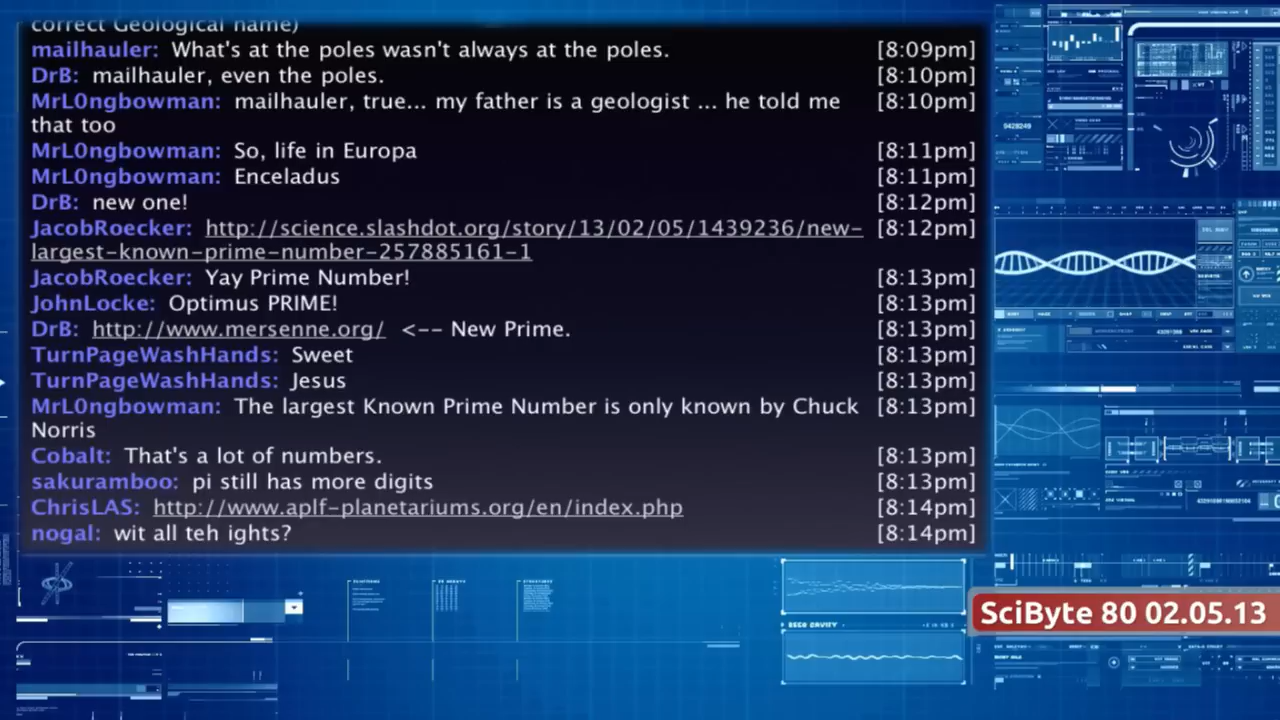 correct Geological name)
mailhauler: What's at the poles wasn't always at the poles. [8:09pm]
DrB: mailhauler, even the poles. [8:10pm]
MrL0ngbowman: mailhauler, true... my father is a geologist ... he told me [8:10pm]
that too
MrL0ngbowman: So, life in Europa [8:11pm]
MrL0ngbowman: Enceladus [8:11pm]
DrB: new one! [8:12pm]
JacobRoecker: http://science.slashdot.org/story/13/02/05/1439236/new- [8:12pm]
largest-known-prime-number-257885161-1
JacobRoecker: Yay Prime Number! [8:13pm]
JohnLocke: Optimus PRIME! [8:13pm]
DrB: http://www.mersenne.org/ <-- New Prime. [8:13pm]
TurnPageWashHands: Sweet [8:13pm]
TurnPageWashHands: Jesus [8:13pm]
MrL0ngbowman: The largest Known Prime Number is only known by Chuck [8:13pm]
Norris
Cobalt: That's a lot of numbers. [8:13pm]
sakuramboo: pi still has more digits [8:13pm]
ChrisLAS: http://www.aplf-planetariums.org/en/index.php [8:14pm]
nogal: wit all teh ights? [8:14pm]
0429249
SciByte 80 02.05.13